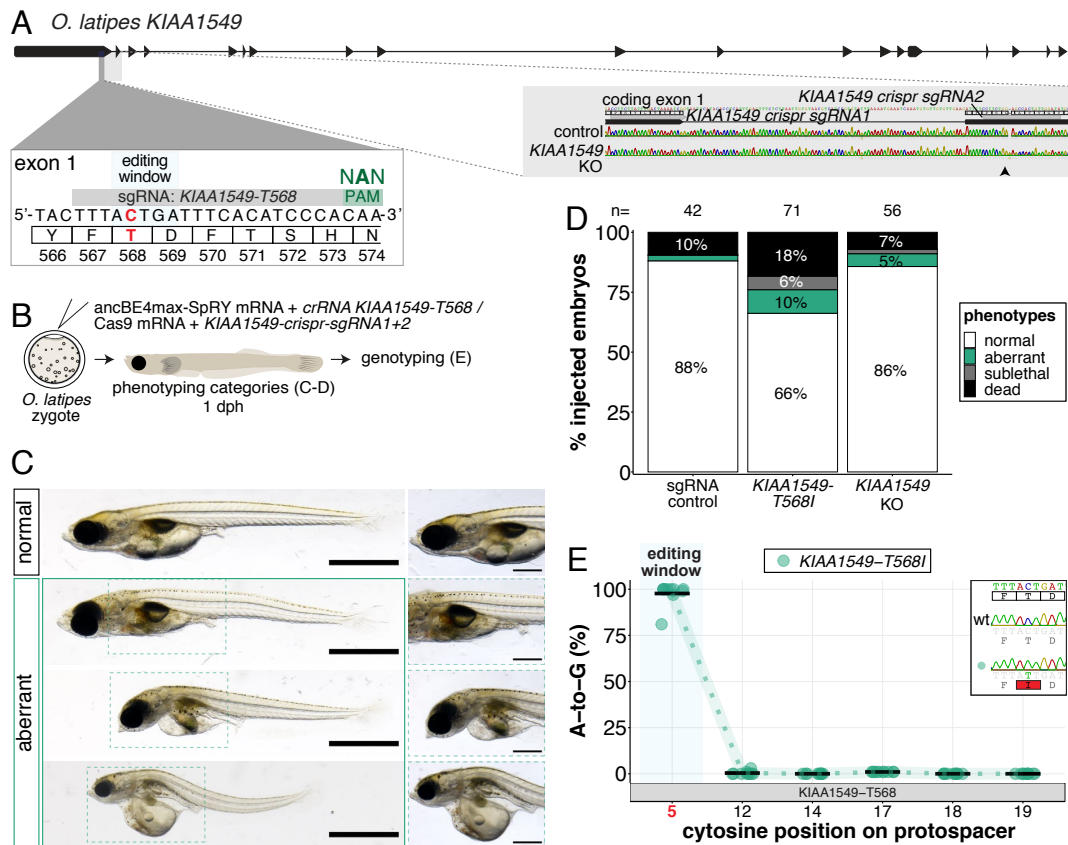 A
O. latipes KIAA1549
coding exon 1
KIAA1549 crispr sgRNA2
KIAA1549 crispr sgRNA1
control
KIAA1549
KO
exon 1
editing
window
NAN
sgRNA: KIAA1549-T568
PAM
5'-TACTTTACTGATTTCACATCCCACAA-3'
Y F T D F T S H N
566 567 568 569 570 571 572 573 574
B
ancBE4max-SpRY mRNA + crRNA KIAA1549-T568 /
Cas9 mRNA + KIAA1549-crispr-sgRNA1+2
genotyping (E)
O. latipes
zygote
phenotyping categories (C-D)
1 dph
C
normal
aberrant
D
n= 42 71 56
% injected embryos
100
75
50
25
0
10%
88%
18%
6%
10%
66%
7%
5%
86%
sgRNA
control
KIAA1549-
T568I
KIAA1549
KO
phenotypes
normal
aberrant
sublethal
dead
E
editing
window
KIAA1549–T568I
A–to–G (%)
100
75
50
25
0
TTTACTGAT
F T D
wt
TTTACTGAT
F T D
T
F I D
KIAA1549–T568
5 12 14 17 18 19
cytosine position on protospacer